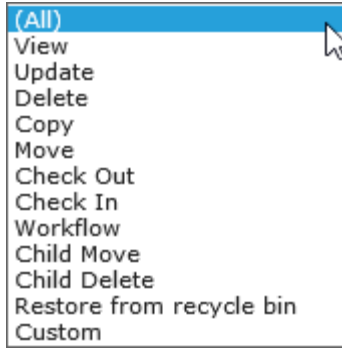 (All)
View
Update
Delete
Copy
Move
Check Out
Check In
Workflow
Child Move
Child Delete
Restore from recycle bin
Custom